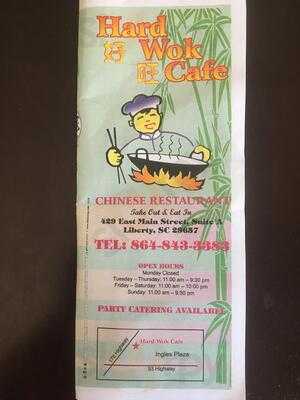 Hard
Wok
Cafe
CHINESE RESTAURANT
Take Out & Eat In
429 East Main Street, Suite A
Liberty, SC 29657
TEL: 864-843-3383
OPEN HOURS
Monday Closed
Tuesday – Thursday: 11:00 am – 9:30 pm
Friday – Saturday: 11:00 am – 10:00 pm
Sunday: 11:00 am – 9:30 pm
PARTY CATERING AVAILABLE
Hard Wok Cafe
Ingles Plaza
178 Highway
93 Highway